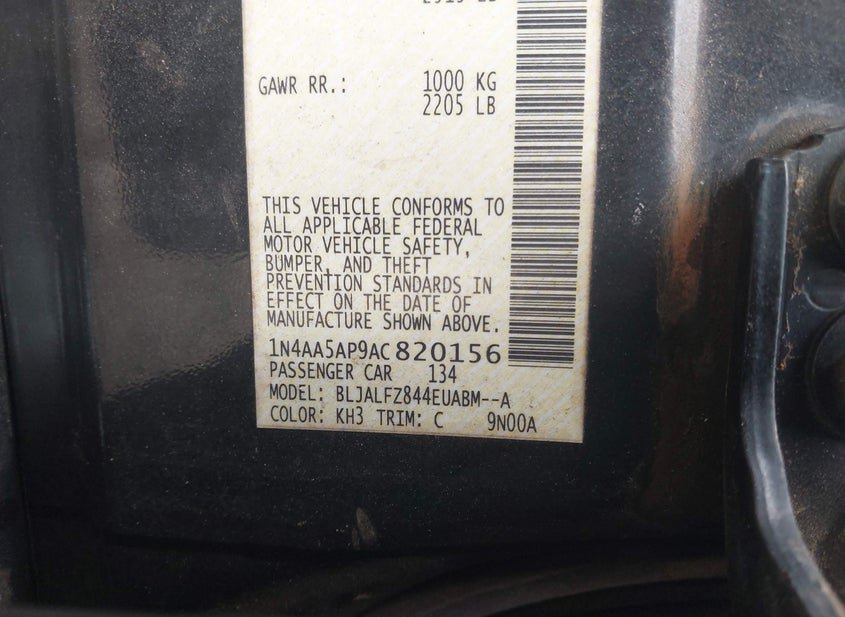 GAWR RR.: 1000 KG
2205 LB
THIS VEHICLE CONFORMS TO
ALL APPLICABLE FEDERAL
MOTOR VEHICLE SAFETY,
BUMPER, AND THEFT
PREVENTION STANDARDS IN
EFFECT ON THE DATE OF
MANUFACTURE SHOWN ABOVE.
1N4AA5AP9AC820156
PASSENGER CAR 134
MODEL: BLJALFZ844EUABM--A
COLOR: KH3 TRIM: C 9N00A